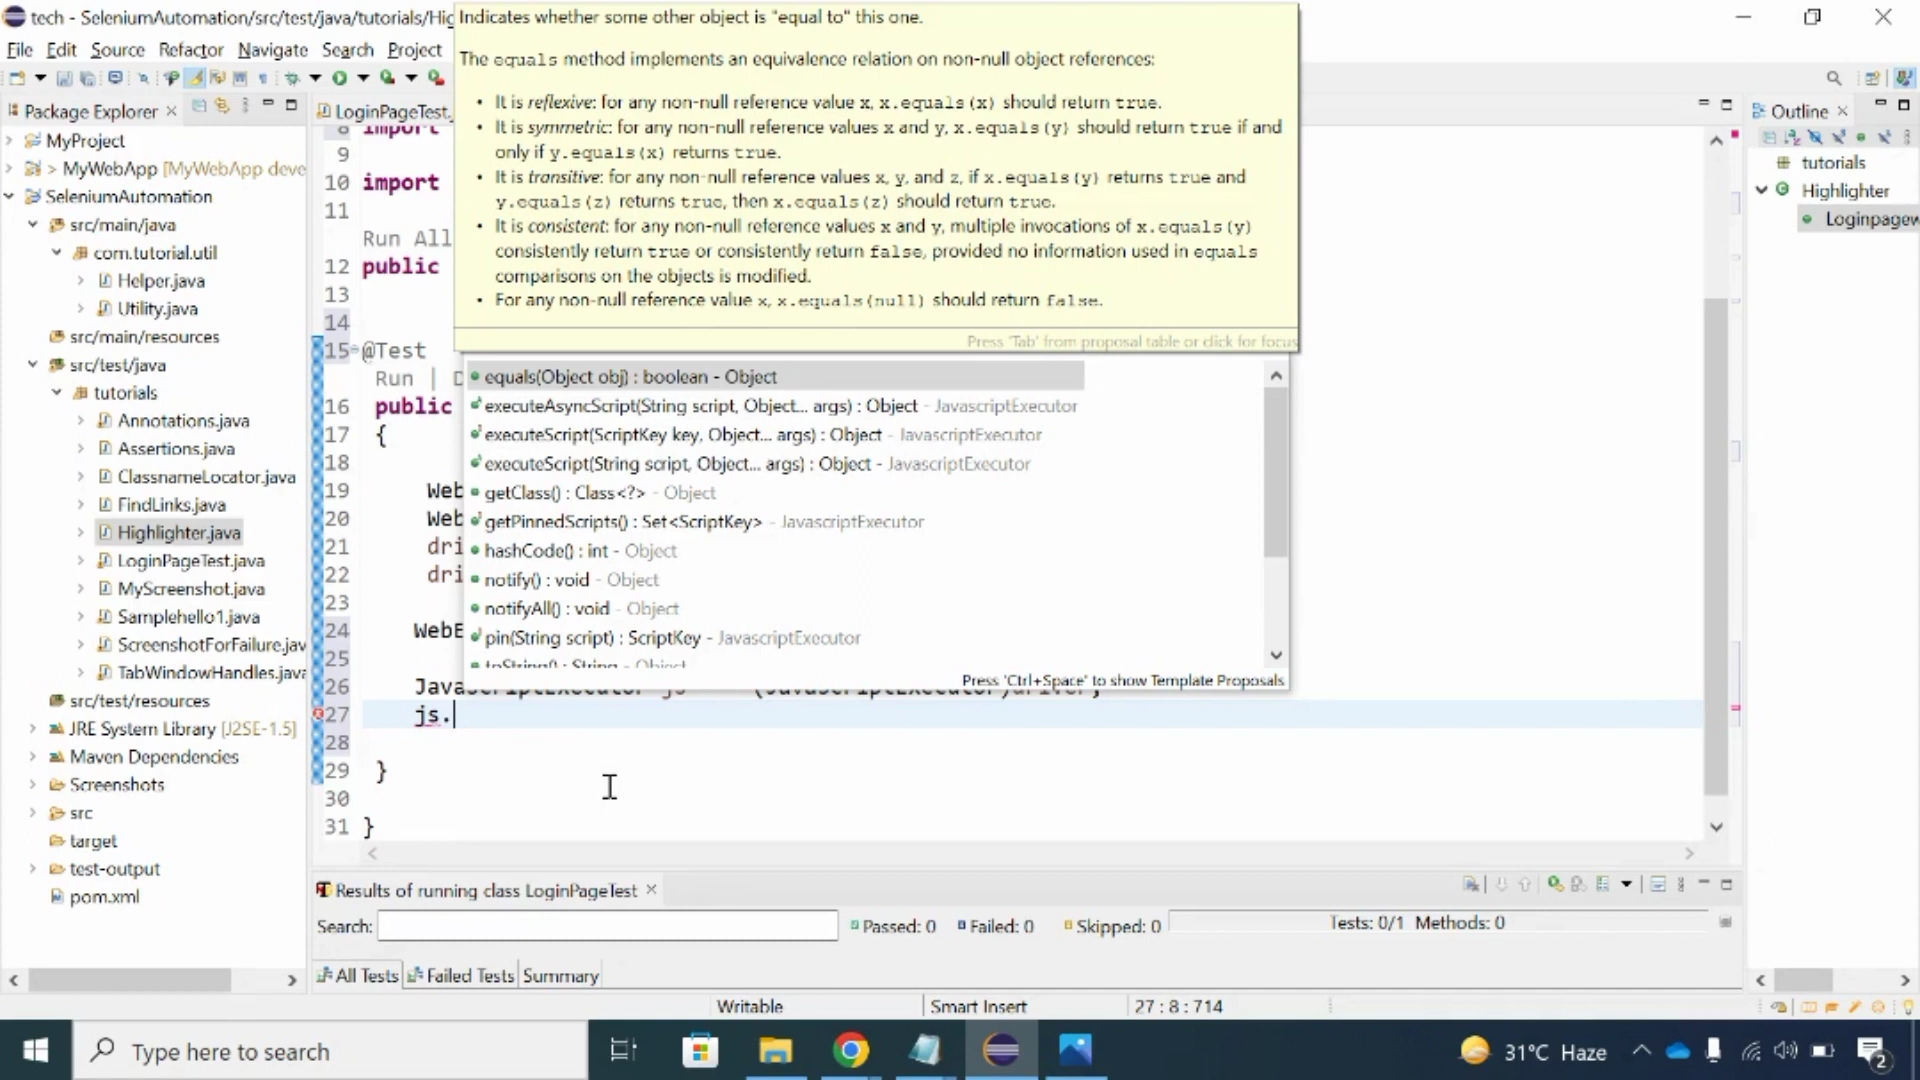 tech - SeleniumAutomation/src/test/java/tutorials/Hig
File Edit Source Refactor Navigate Search Project
Indicates whether some other object is "equal to" this one.
The equals method implements an equivalence relation on non-null object references:
• It is reflexive: for any non-null reference value x, x.equals(x) should return true.
• It is symmetric: for any non-null reference values x and y, x.equals(y) should return true if and
only if y.equals(x) returns true.
• It is transitive: for any non-null reference values x, y, and z, if x.equals(y) returns true and
y.equals(z) returns true, then x.equals(z) should return true.
• It is consistent: for any non-null reference values x and y, multiple invocations of x.equals(y)
consistently return true or consistently return false, provided no information used in equals
comparisons on the objects is modified.
• For any non-null reference value x, x.equals(null) should return false.
Press 'Tab' from proposal table or click for focus
Package Explorer
MyProject
> MyWebApp [MyWebApp deve
SeleniumAutomation
src/main/java
com.tutorial.util
Helper.java
Utility.java
src/main/resources
src/test/java
tutorials
Annotations.java
Assertions.java
ClassnameLocator.java
FindLinks.java
Highlighter.java
LoginPageTest.java
MyScreenshot.java
Samplehello1.java
ScreenshotForFailure.jav
TabWindowHandles.java
src/test/resources
JRE System Library [J2SE-1.5]
Maven Dependencies
Screenshots
src
target
test-output
pom.xml
LoginPageTest.
8 import
9
10 import
11
Run All
12 public
13
14
15 @Test
Run | D
16 public
17 {
18
19 Web
20 Web
21 dri
22 dri
23
24 WebE
25
26 JavascriptExecutor js (JavascriptExecutor)driver;
27 js.
28
29 }
30
31 }
equals(Object obj) : boolean - Object
executeAsyncScript(String script, Object... args) : Object - JavascriptExecutor
executeScript(ScriptKey key, Object... args) : Object - JavascriptExecutor
executeScript(String script, Object... args) : Object - JavascriptExecutor
getClass() : Class<?> - Object
getPinnedScripts() : Set<ScriptKey> - JavascriptExecutor
hashCode() : int - Object
notify() : void - Object
notifyAll() : void - Object
pin(String script) : ScriptKey - JavascriptExecutor
toString() : String - Object
Press 'Ctrl+Space' to show Template Proposals
Outline
tutorials
Highlighter
Loginpagew
Results of running class LoginPageTest
Search: Passed: 0 Failed: 0 Skipped: 0 Tests: 0/1 Methods: 0
All Tests Failed Tests Summary
Writable Smart Insert 27 : 8 : 714
Type here to search
31°C Haze
2